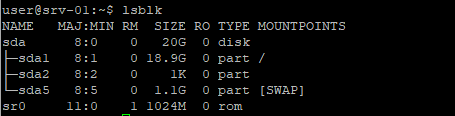 user@srv-01:~$ lsblk
NAME   MAJ:MIN RM  SIZE RO TYPE MOUNTPOINTS
sda      8:0    0   20G  0 disk
├─sda1   8:1    0 18.9G  0 part /
├─sda2   8:2    0    1K  0 part
└─sda5   8:5    0  1.1G  0 part [SWAP]
sr0     11:0    1 1024M  0 rom